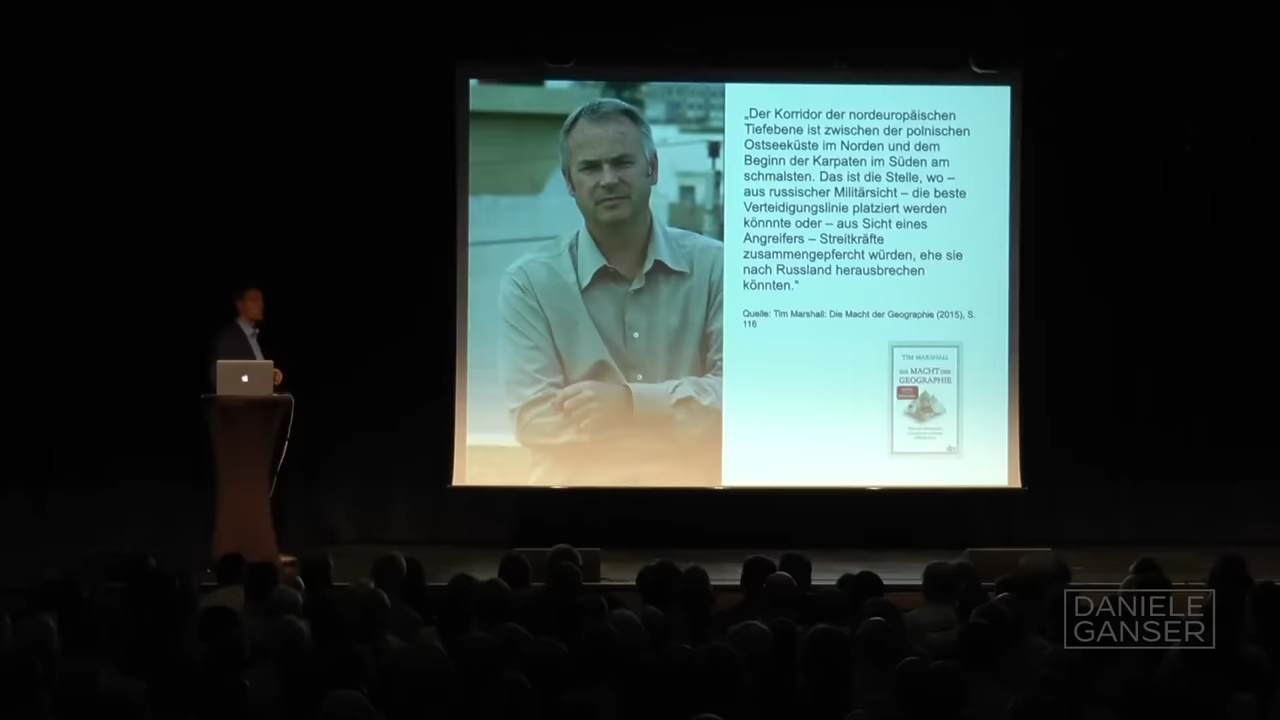 „Der Korridor der nordeuropäischen
Tiefebene ist zwischen der polnischen
Ostseeküste im Norden und dem
Beginn der Karpaten im Süden am
schmalsten. Das ist die Stelle, wo –
aus russischer Militärsicht – die beste
Verteidigungslinie platziert werden
könnnte oder – aus Sicht eines
Angreifers – Streitkräfte
zusammengepfercht würden, ehe sie
nach Russland herausbrechen
könnten."
Quelle: Tim Marshall: Die Macht der Geographie (2015), S.
116
TIM MARSHALL
DIE MACHT DER
GEOGRAPHIE
DANIELE
GANSER